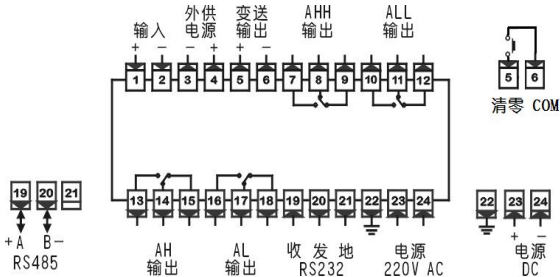 外供 变送 AHH ALL
输入 电源 输出 输出 输出
+ − − + + −
1 2 3 4 5 6 7 8 9 10 11 12
5 6
清零 COM
19 20 21
13 14 15 16 17 18 19 20 21 22 23 24
22 23 24
+A B−
RS485
AH AL 收 发 地 电源
输出 输出 RS232 220V AC
+ −
电源
DC